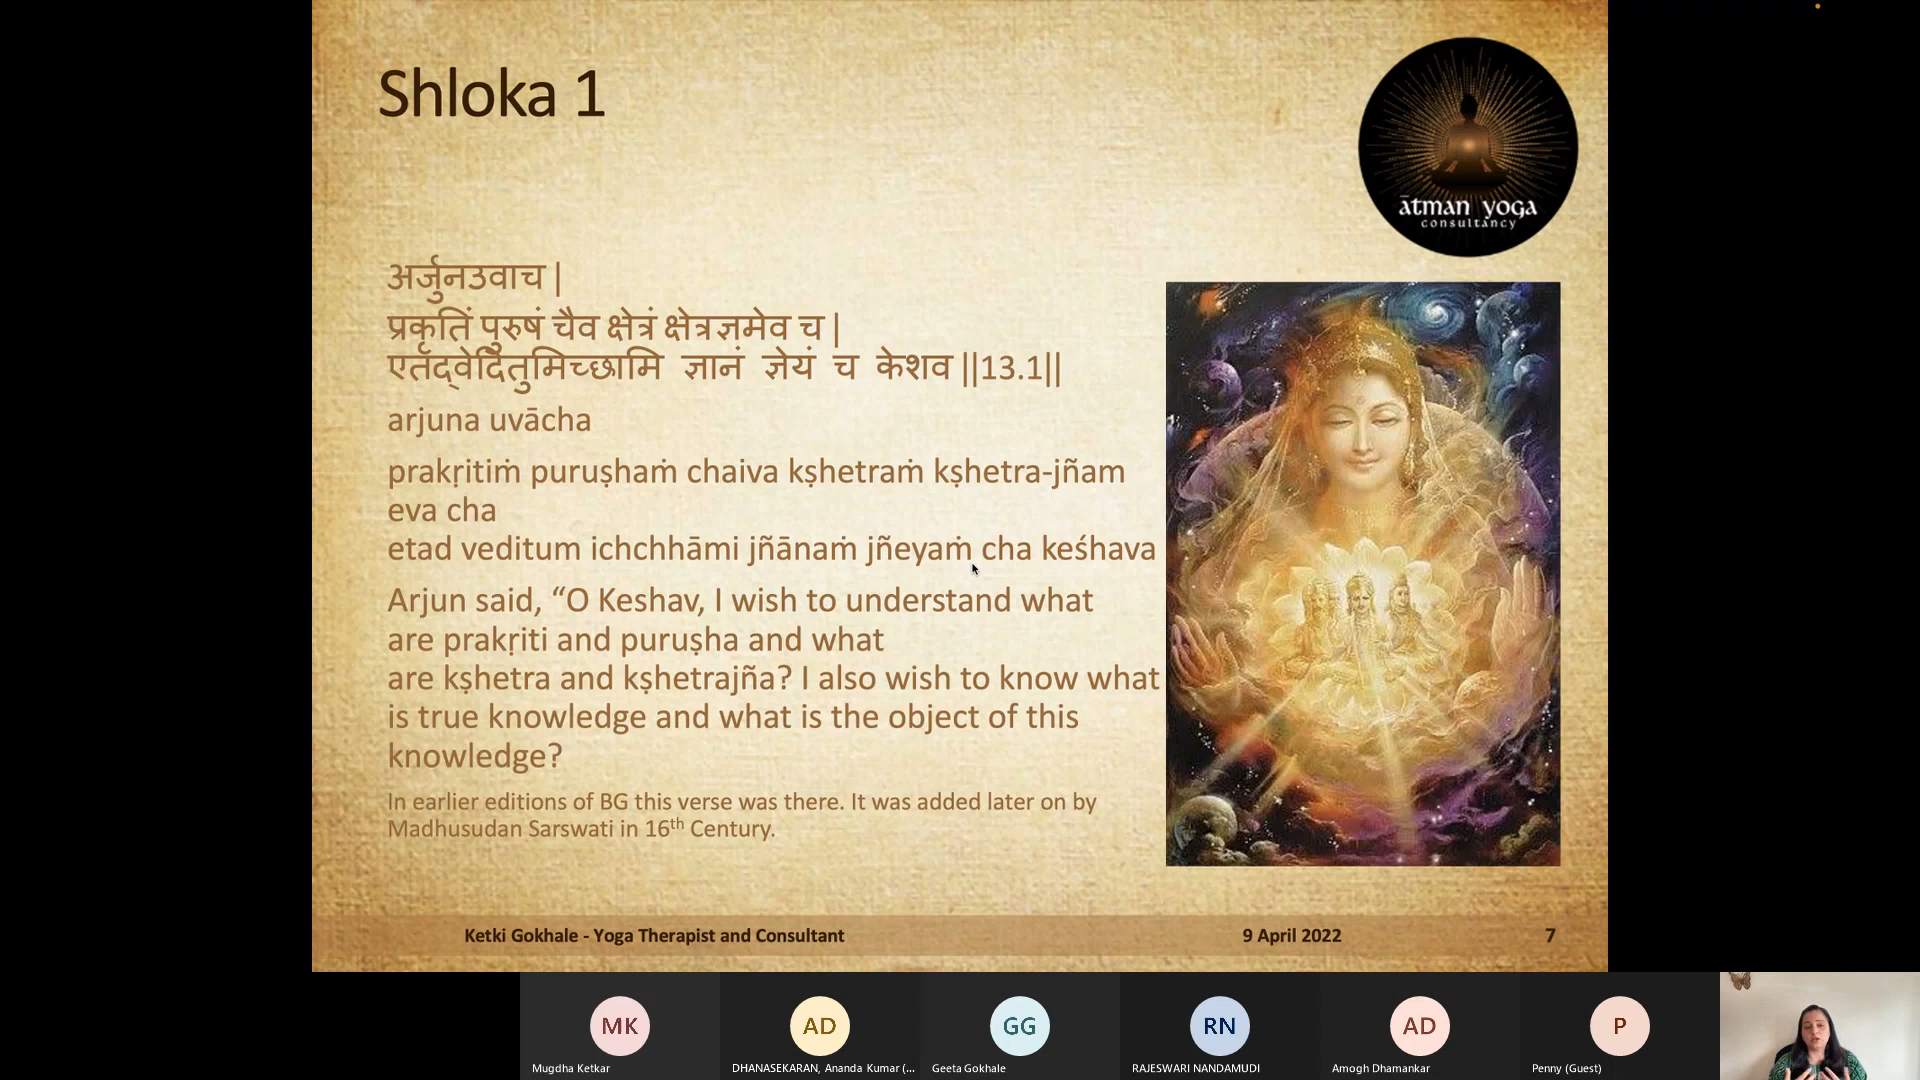 Shloka 1
ātman yoga
consultancy
अर्जुनउवाच |
प्रकृतिं पुरुषं चैव क्षेत्रं क्षेत्रज्ञमेव च |
एतद्वेदितुमिच्छामि ज्ञानं ज्ञेयं च केशव ||13.1||
arjuna uvācha
prakṛitiṁ puruṣhaṁ chaiva kṣhetraṁ kṣhetra-jñam
eva cha
etad veditum ichchhāmi jñānaṁ jñeyaṁ cha keśhava
Arjun said, “O Keshav, I wish to understand what
are prakṛiti and puruṣha and what
are kṣhetra and kṣhetrajña? I also wish to know what
is true knowledge and what is the object of this
knowledge?
In earlier editions of BG this verse was there. It was added later on by
Madhusudan Sarswati in 16th Century.
Ketki Gokhale - Yoga Therapist and Consultant 9 April 2022 7
MK AD GG RN AD P
Mugdha Ketkar DHANASEKARAN, Ananda Kumar (... Geeta Gokhale RAJESWARI NANDAMUDI Amogh Dhamankar Penny (Guest)